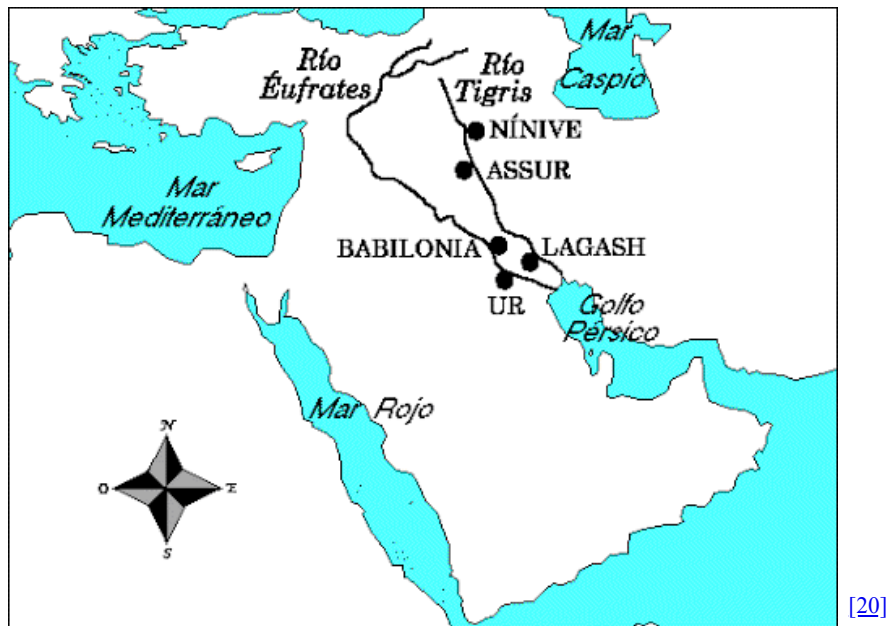 Mar
Caspio
Río
Éufrates
Río
Tigris
NÍNIVE
ASSUR
Mar
Mediterráneo
BABILONIA
LAGASH
UR
Golfo
Pérsico
Mar Rojo
N
O
E
S
[20]